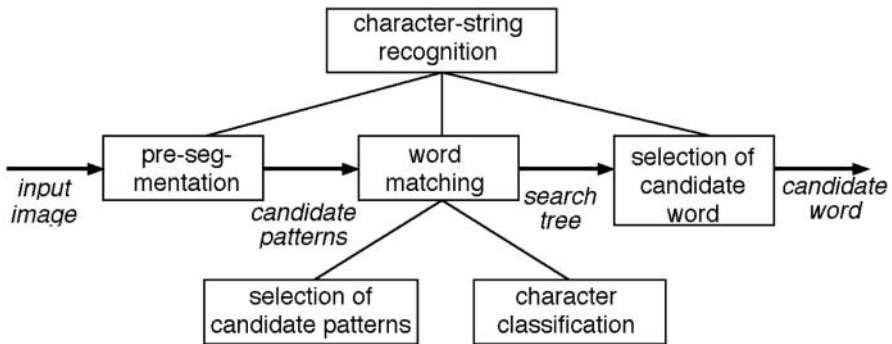 character-string
recognition
pre-seg-
mentation
word
matching
selection of
candidate
word
input
image
candidate
patterns
search
tree
candidate
word
selection of
candidate patterns
character
classification